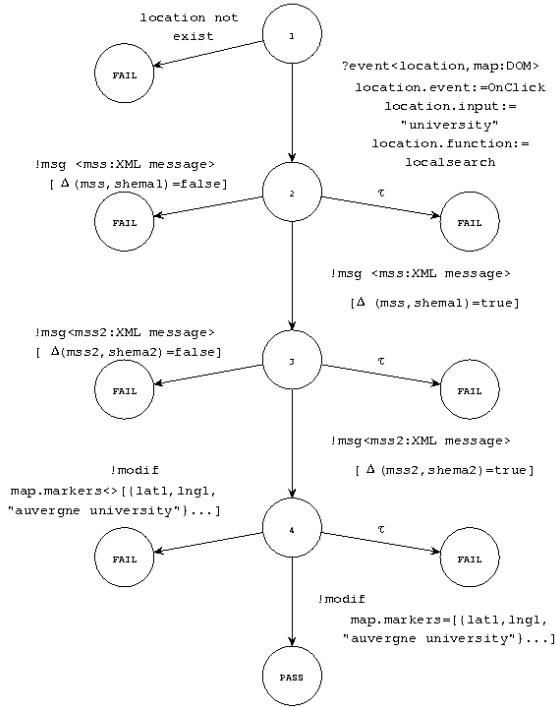 location not
exist
1
FAIL
?event<location,map:DOM>
location.event:=OnClick
location.input:=
"university"
location.function:=
localsearch
!msg <mss:XML message>
[ Δ (mss,shema1)=false]
2
τ
FAIL
FAIL
!msg <mss:XML message>
[Δ (mss,shema1)=true]
!msg<mss2:XML message>
[ Δ(mss2,shema2)=false]
3
τ
FAIL
FAIL
!msg<mss2:XML message>
[ Δ (mss2,shema2)=true]
!modif
map.markers<>[{lat1,lng1,
"auvergne university"}...]
4
τ
FAIL
FAIL
!modif
map.markers=[{lat1,lng1,
"auvergne university"}...]
PASS